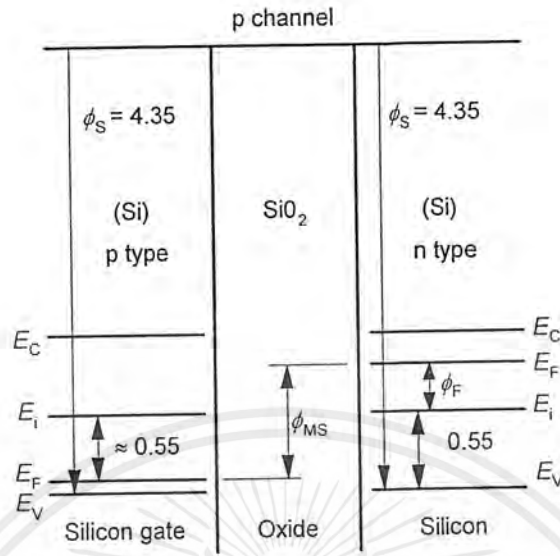 p channel
ϕS = 4.35
ϕS = 4.35
(Si)
SiO2
(Si)
p type
n type
EC
EC
EF
ϕF
Ei
Ei
ϕMS
≈ 0.55
0.55
EF
EV
EV
Silicon gate
Oxide
Silicon